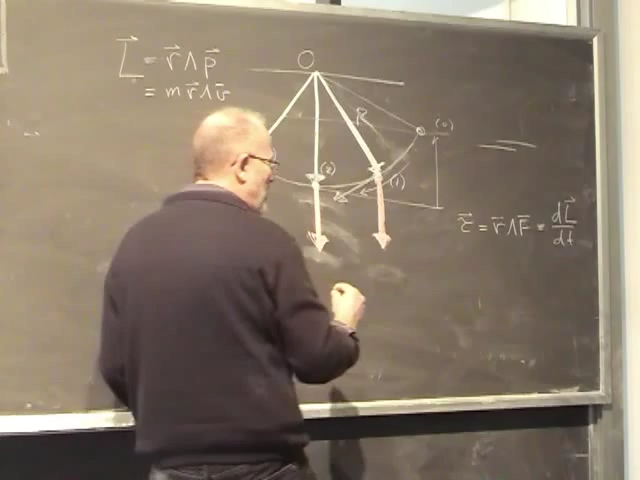 L⃗ = r⃗ ∧ p⃗
= m r⃗ ∧ v⃗
O
R
(0)
(1)
(2)
τ⃗ = r⃗ ∧ F⃗ = dL⃗/dt